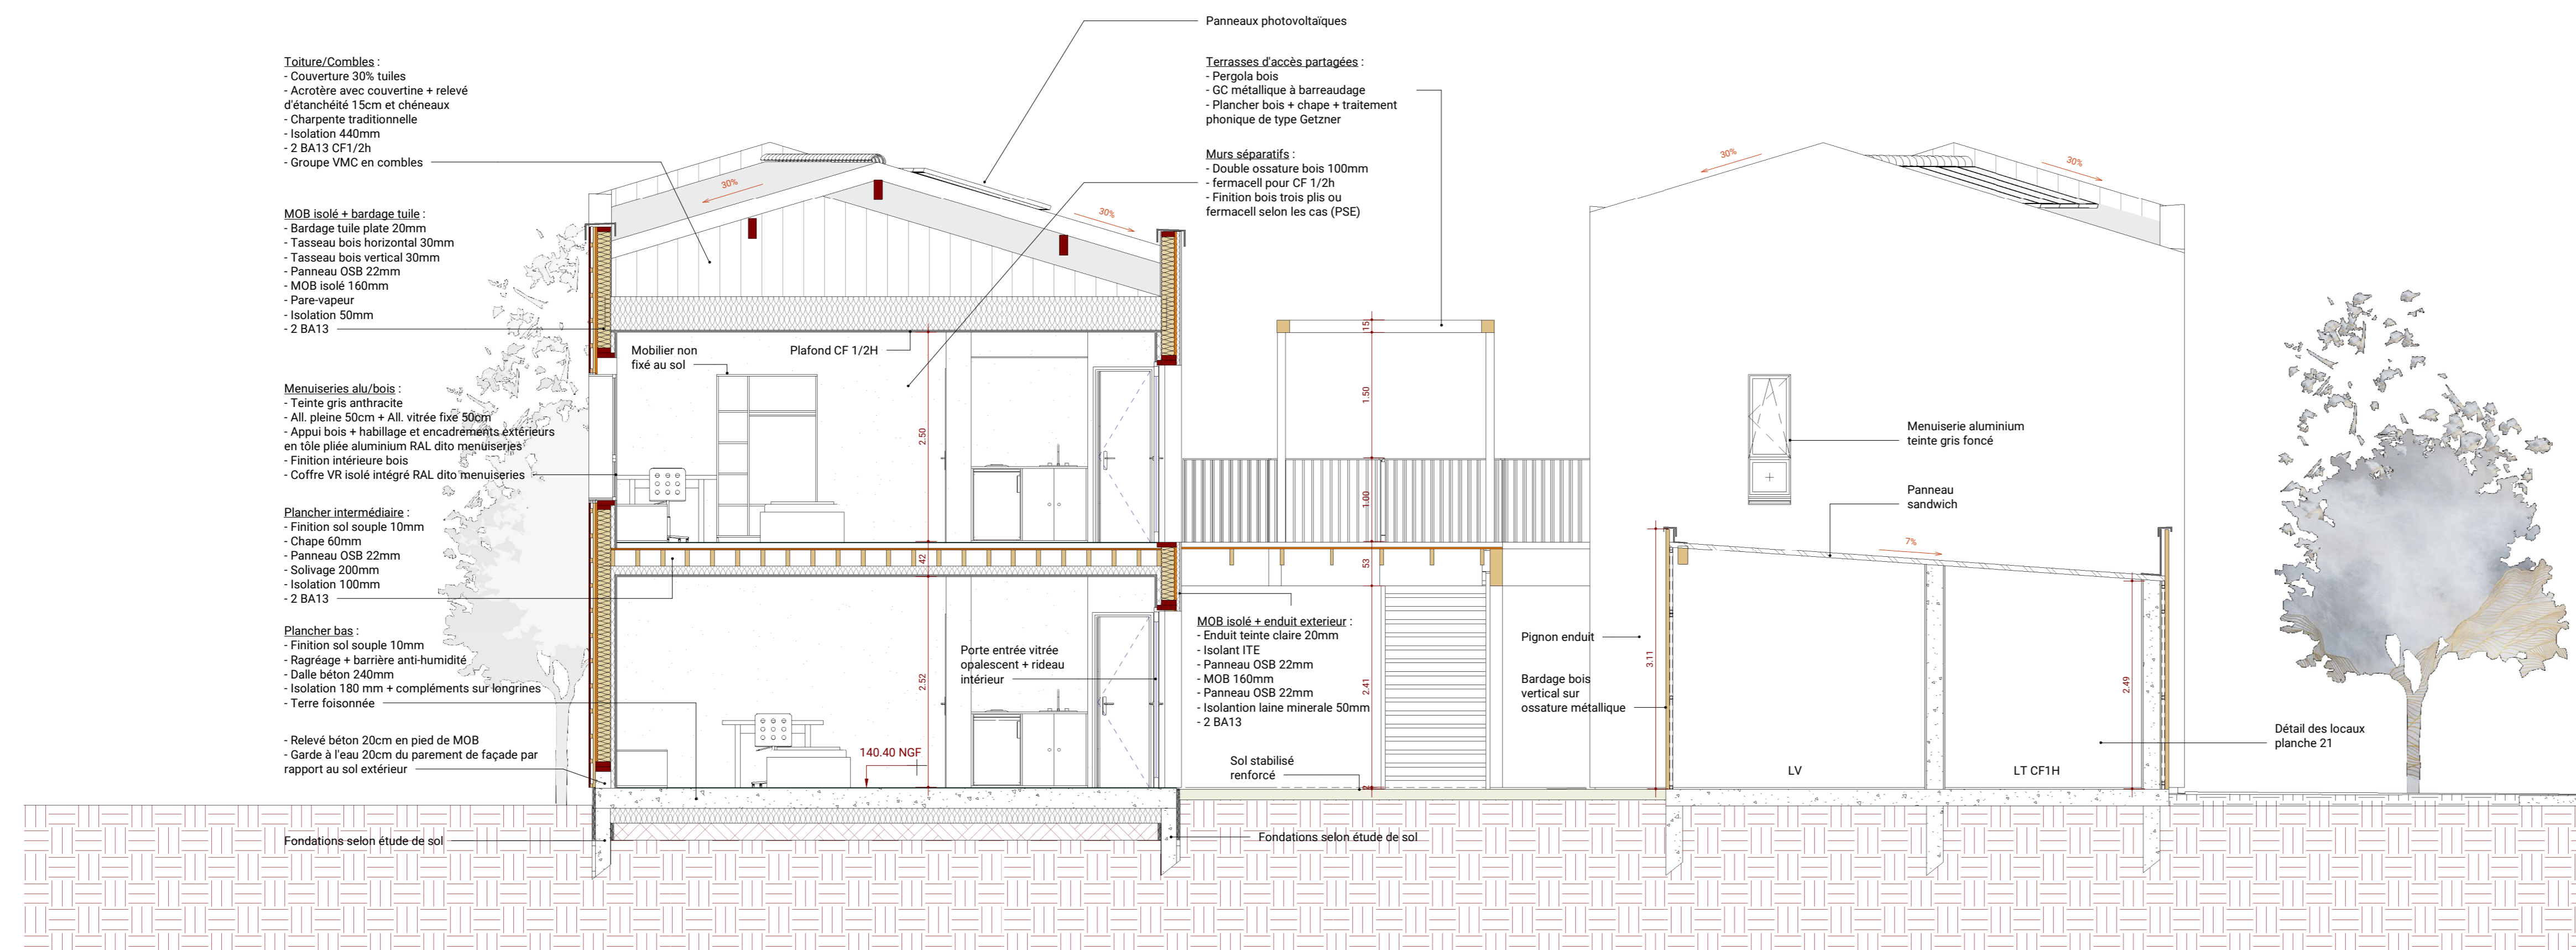 Panneaux photovoltaïques
Toiture/Combles :
- Couverture 30% tuiles
- Acrotère avec couvertine + relevé
d'étanchéité 15cm et chéneaux
- Charpente traditionnelle
- Isolation 440mm
- 2 BA13 CF1/2h
- Groupe VMC en combles
Terrasses d'accès partagées :
- Pergola bois
- GC métallique à barreaudage
- Plancher bois + chape + traitement
phonique de type Getzner
Murs séparatifs :
- Double ossature bois 100mm
- fermacell pour CF 1/2h
- Finition bois trois plis ou
fermacell selon les cas (PSE)
30%
30%
30%
30%
MOB isolé + bardage tuile :
- Bardage tuile plate 20mm
- Tasseau bois horizontal 30mm
- Tasseau bois vertical 30mm
- Panneau OSB 22mm
- MOB isolé 160mm
- Pare-vapeur
- Isolation 50mm
- 2 BA13
Mobilier non
fixé au sol
Plafond CF 1/2H
15
1.50
1.00
53
2.41
2
2.50
42
2.52
Menuiseries alu/bois :
- Teinte gris anthracite
- All. pleine 50cm + All. vitrée fixe 50cm
- Appui bois + habillage et encadrements extérieurs
en tôle pliée aluminium RAL dito menuiseries
- Finition intérieure bois
- Coffre VR isolé intégré RAL dito menuiseries
Menuiserie aluminium
teinte gris foncé
Panneau
sandwich
7%
Plancher intermédiaire :
- Finition sol souple 10mm
- Chape 60mm
- Panneau OSB 22mm
- Solivage 200mm
- Isolation 100mm
- 2 BA13
Plancher bas :
- Finition sol souple 10mm
- Ragréage + barrière anti-humidité
- Dalle béton 240mm
- Isolation 180 mm + compléments sur longrines
- Terre foisonnée
- Relevé béton 20cm en pied de MOB
- Garde à l'eau 20cm du parement de façade par
rapport au sol extérieur
Porte entrée vitrée
opalescent + rideau
intérieur
140.40 NGF
MOB isolé + enduit exterieur :
- Enduit teinte claire 20mm
- Isolant ITE
- Panneau OSB 22mm
- MOB 160mm
- Panneau OSB 22mm
- Isolantion laine minerale 50mm
- 2 BA13
Sol stabilisé
renforcé
Pignon enduit
Bardage bois
vertical sur
ossature métallique
3.11
2.49
LV
LT CF1H
Détail des locaux
planche 21
Fondations selon étude de sol
Fondations selon étude de sol